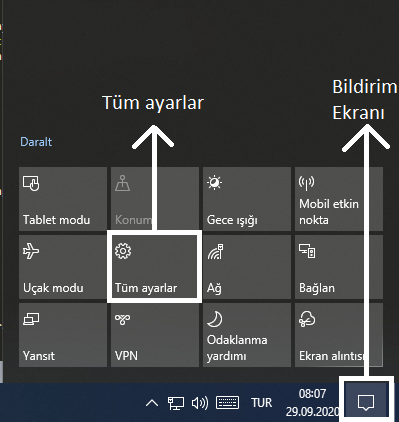 Bildirim
Ekranı
Tüm ayarlar
Daralt
Tablet modu
Konum
Gece ışığı
Mobil etkin
nokta
Uçak modu
Tüm ayarlar
Ağ
Bağlan
Yansıt
VPN
Odaklanma
yardımı
Ekran alıntısı
TUR
08:07
29.09.2020